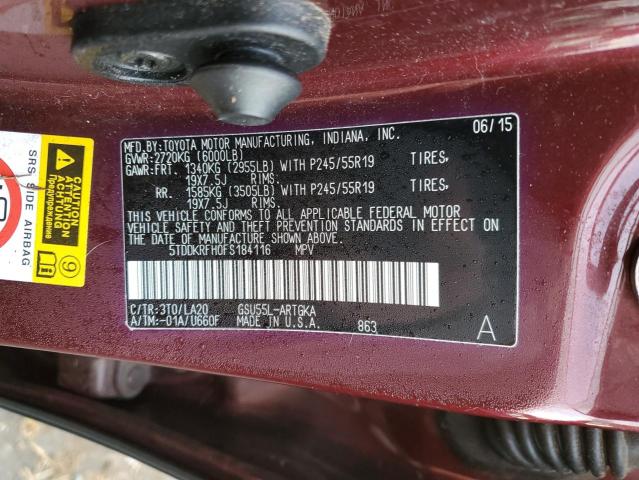 MFD.BY:TOYOTA MOTOR MANUFACTURING, INDIANA, INC. 06/15
GVWR:2720KG (6000LB)
GAWR:FRT. 1340KG (2955LB) WITH P245/55R19 TIRES,
19X7.5J RIMS.
RR. 1585KG (3505LB) WITH P245/55R19 TIRES,
19X7.5J RIMS.
THIS VEHICLE CONFORMS TO ALL APPLICABLE FEDERAL MOTOR
VEHICLE SAFETY AND THEFT PREVENTION STANDARDS IN EFFECT ON
THE DATE OF MANUFACTURE SHOWN ABOVE.
5TDDKRFH0FS184116 MPV
C/TR:3T0/LA20 GSU55L-ARTGKA
A/TM:-01A/U660F MADE IN U.S.A. 863 A
SRS SIDE AIRBAG
CAUTION
ATTENTION
ACHTUNG
9